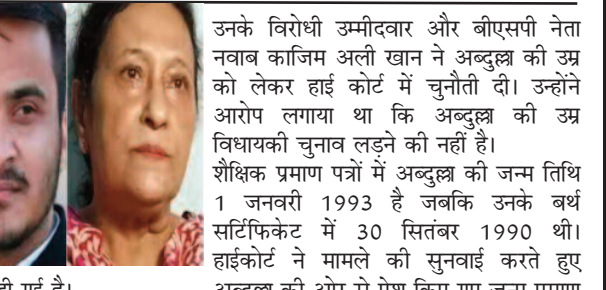 उनके विरोधी उम्मीदवार और बीएसपी नेता
नवाब काजिम अली खान ने अब्दुल्ला की उम्र
को लेकर हाई कोर्ट में चुनौती दी। उन्होंने
आरोप लगाया था कि अब्दुल्ला की उम्र
विधायकी चुनाव लड़ने की नहीं है।
शैक्षिक प्रमाण पत्रों में अब्दुल्ला की जन्म तिथि
1 जनवरी 1993 है जबकि उनके बर्थ
सर्टिफिकेट में 30 सितंबर 1990 थी।
हाईकोर्ट ने मामले की सुनवाई करते हुए